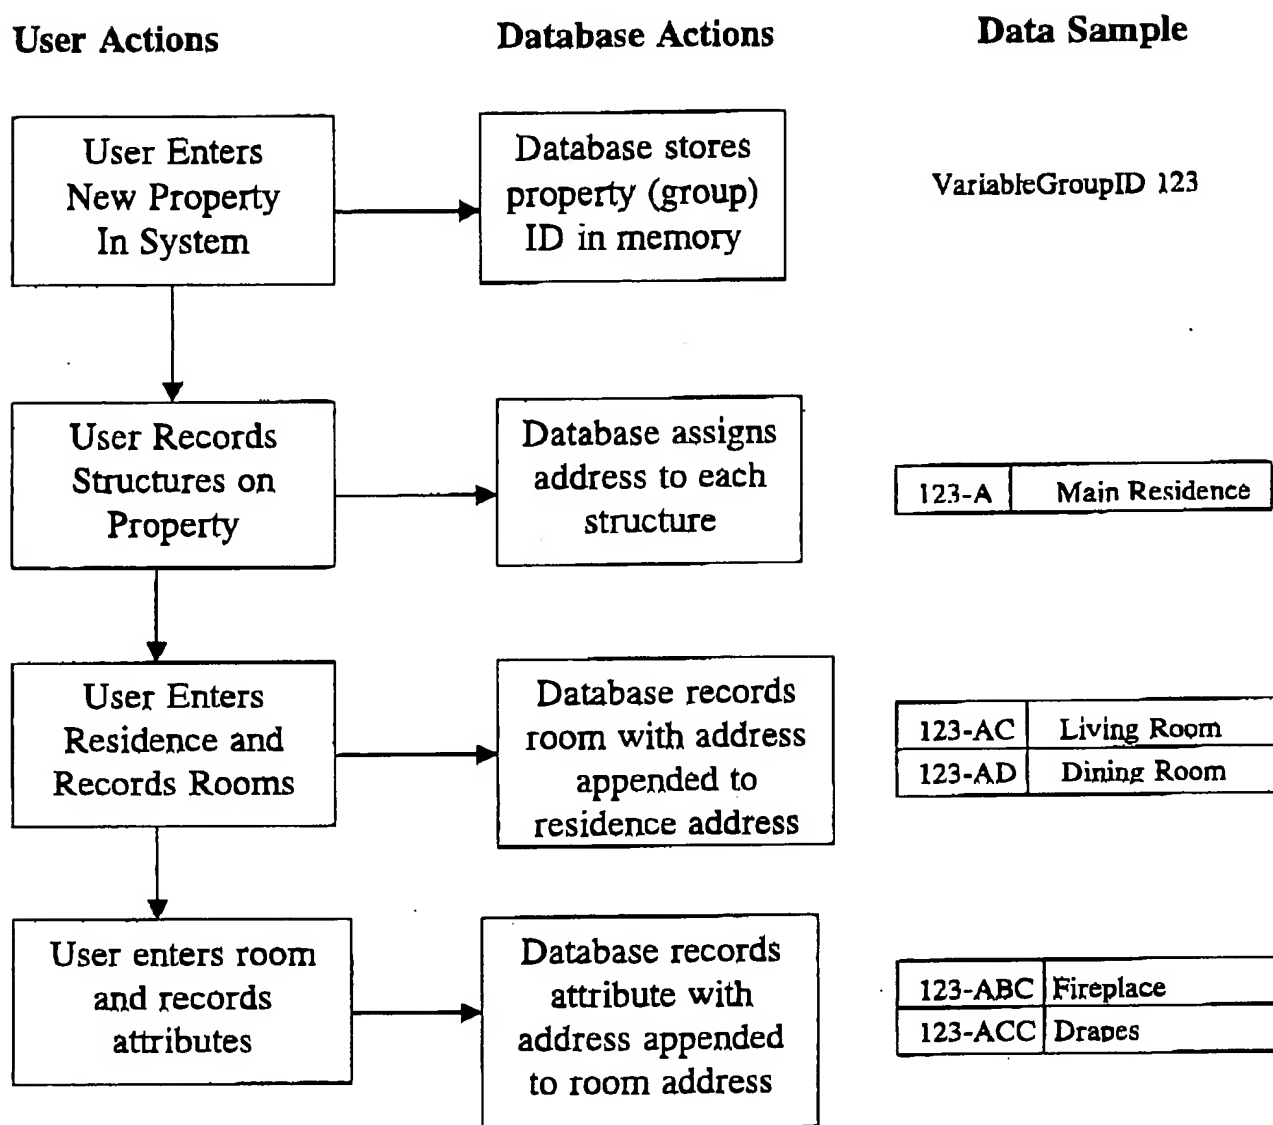 User Actions
Database Actions
Data Sample
User Enters
New Property
In System
Database stores
property (group)
ID in memory
VariableGroupID 123
User Records
Structures on
Property
Database assigns
address to each
structure
123-A Main Residence
User Enters
Residence and
Records Rooms
Database records
room with address
appended to
residence address
123-AC Living Room
123-AD Dining Room
User enters room
and records
attributes
Database records
attribute with
address appended
to room address
123-ABC Fireplace
123-ACC Drapes